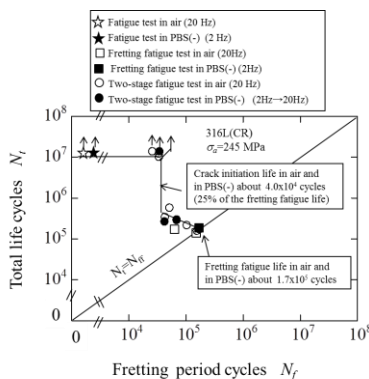 Fatigue test in air (20 Hz)
Fatigue test in PBS(-) (2 Hz)
Fretting fatigue test in air (20Hz)
Fretting fatigue test in PBS(-) (2Hz)
Two-stage fatigue test in air (20 Hz)
Two-stage fatigue test in PBS(-) (2Hz→20Hz)
10⁸
10⁷
10⁶
10⁵
10⁴
0
Total life cycles Nₜ
316L(CR)
σₐ=245 MPa
Crack initiation life in air and
in PBS(-) about 4.0x10⁴ cycles
(25% of the fretting fatigue life)
Nₜ=N_ff
Fretting fatigue life in air and
in PBS(-) about 1.7x10⁵ cycles
0 10⁴ 10⁵ 10⁶ 10⁷ 10⁸
Fretting period cycles N_f